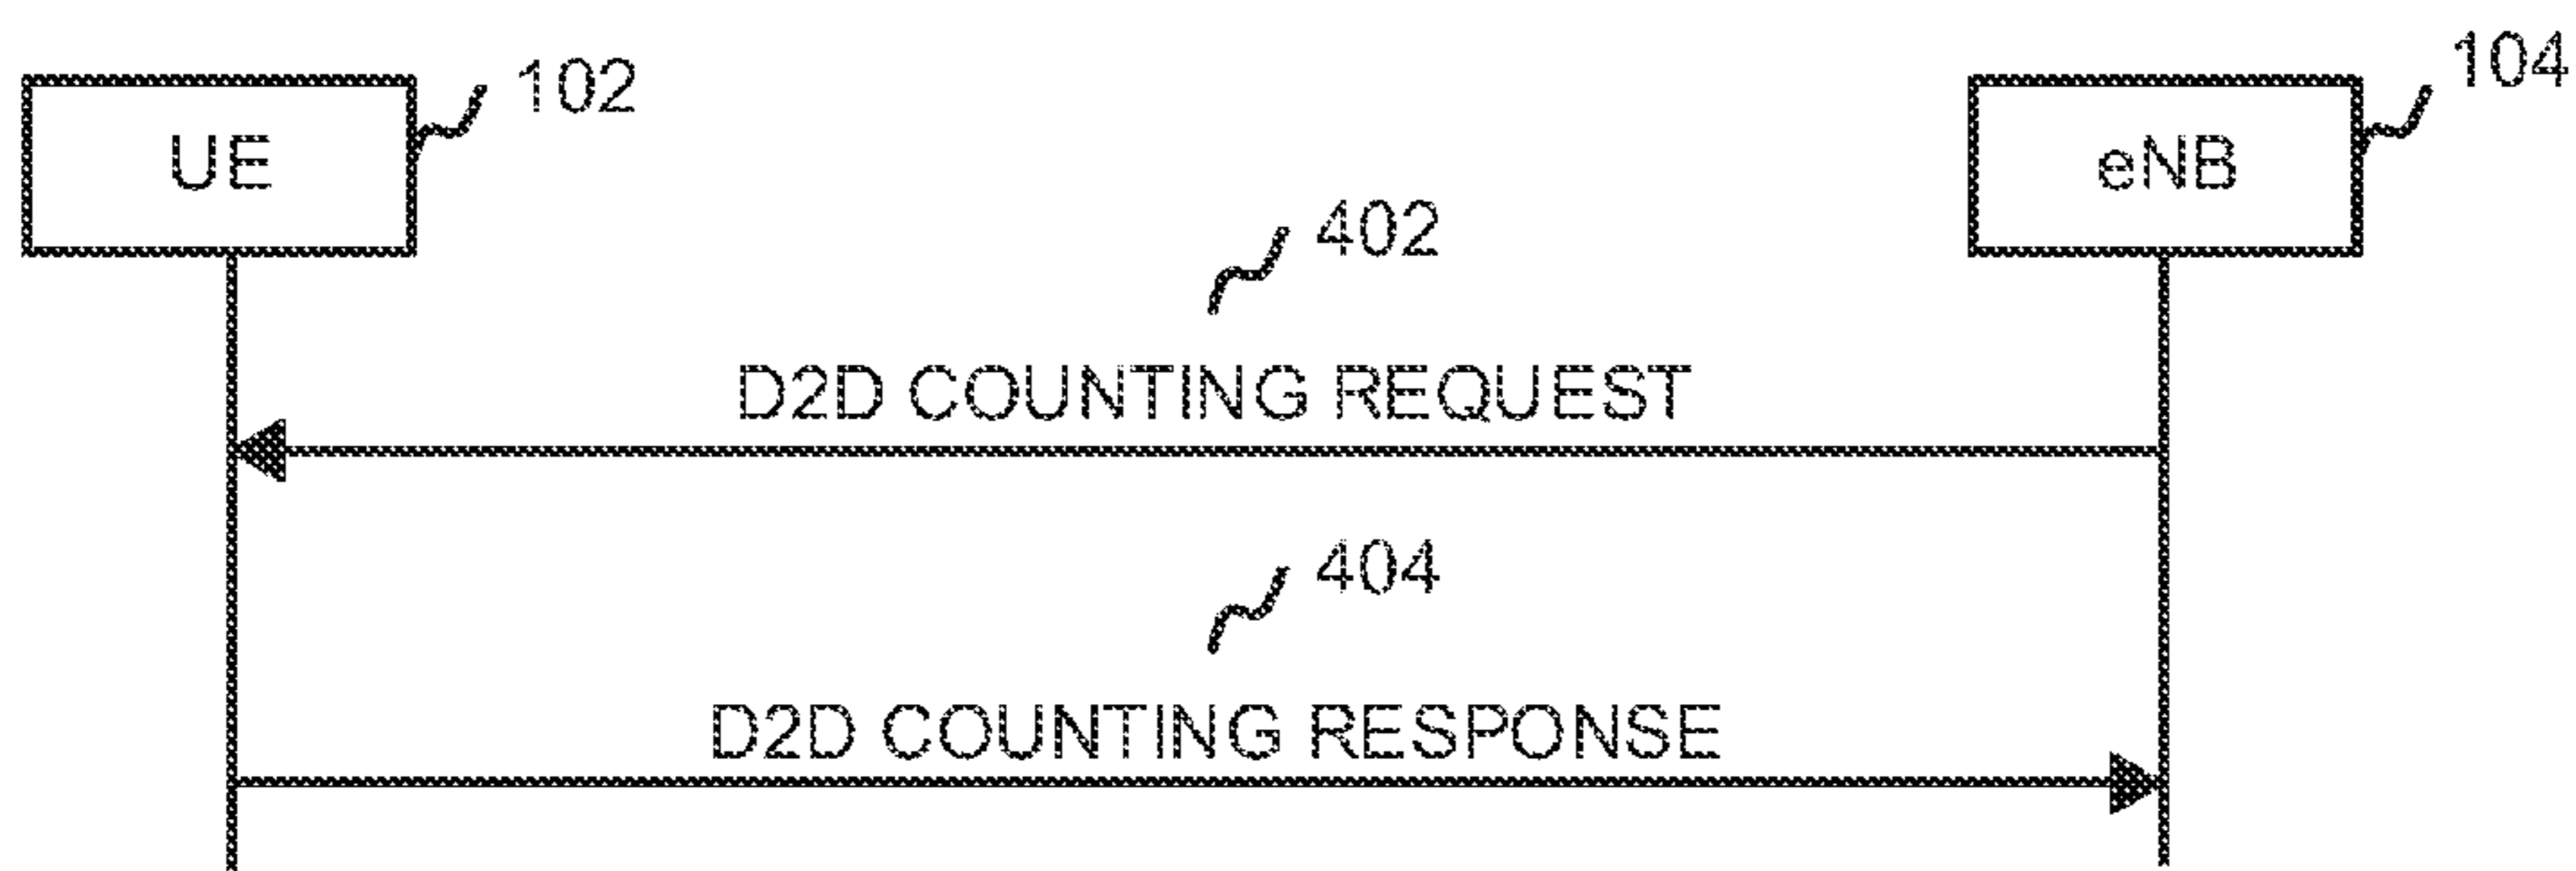 UE
102
eNB
104
402
D2D COUNTING REQUEST
404
D2D COUNTING RESPONSE